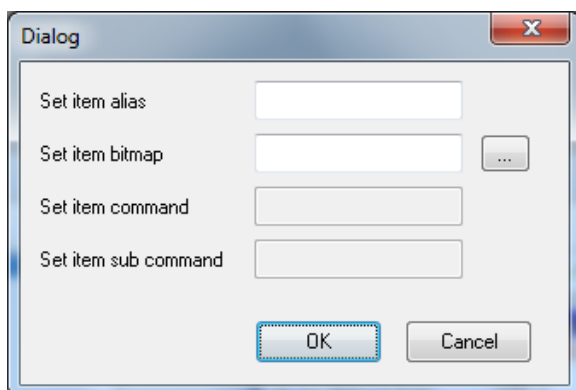 Dialog
Set item alias
Set item bitmap
...
Set item command
Set item sub command
OK
Cancel